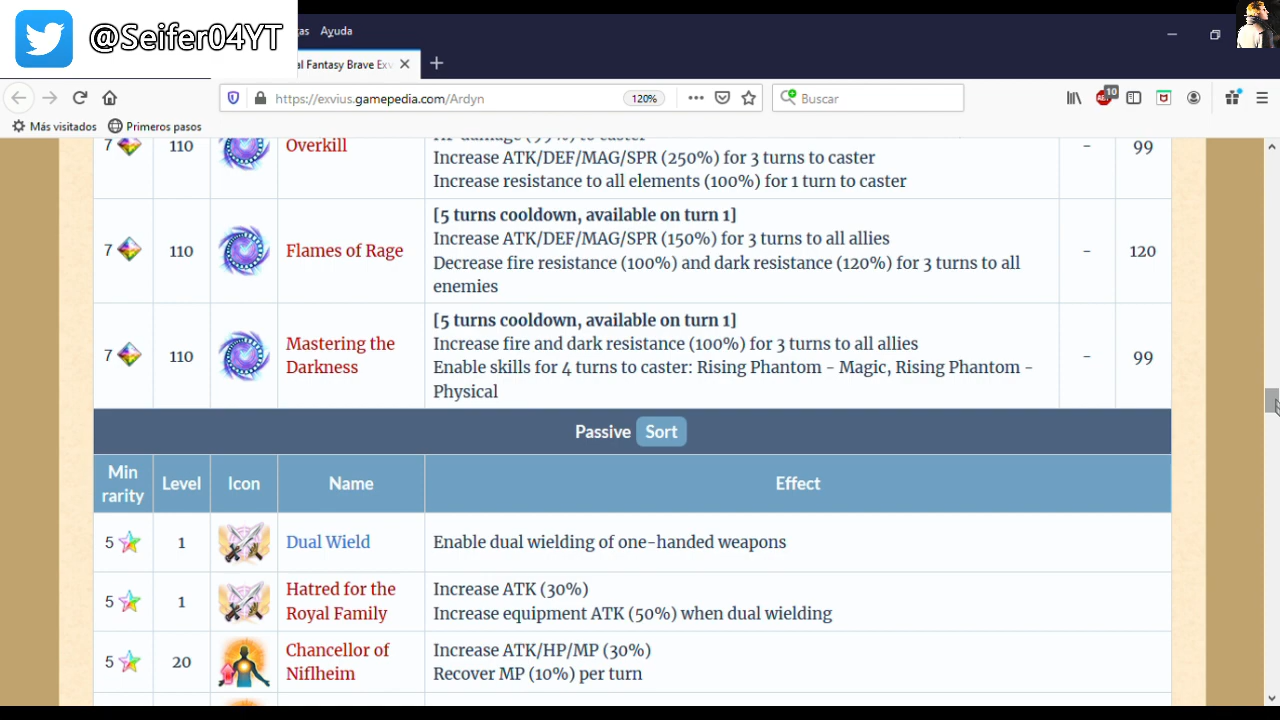 @Seifer04YT
Ayuda
al Fantasy Brave Exv
https://exvius.gamepedia.com/Ardyn
120%
Buscar
10
Más visitados
Primeros pasos
7
110
Overkill
Increase ATK/DEF/MAG/SPR (250%) for 3 turns to caster
Increase resistance to all elements (100%) for 1 turn to caster
-
99
7
110
Flames of Rage
[5 turns cooldown, available on turn 1]
Increase ATK/DEF/MAG/SPR (150%) for 3 turns to all allies
Decrease fire resistance (100%) and dark resistance (120%) for 3 turns to all
enemies
-
120
7
110
Mastering the
Darkness
[5 turns cooldown, available on turn 1]
Increase fire and dark resistance (100%) for 3 turns to all allies
Enable skills for 4 turns to caster: Rising Phantom - Magic, Rising Phantom -
Physical
-
99
Passive Sort
Min
rarity
Level
Icon
Name
Effect
5
1
Dual Wield
Enable dual wielding of one-handed weapons
5
1
Hatred for the
Royal Family
Increase ATK (30%)
Increase equipment ATK (50%) when dual wielding
5
20
Chancellor of
Niflheim
Increase ATK/HP/MP (30%)
Recover MP (10%) per turn